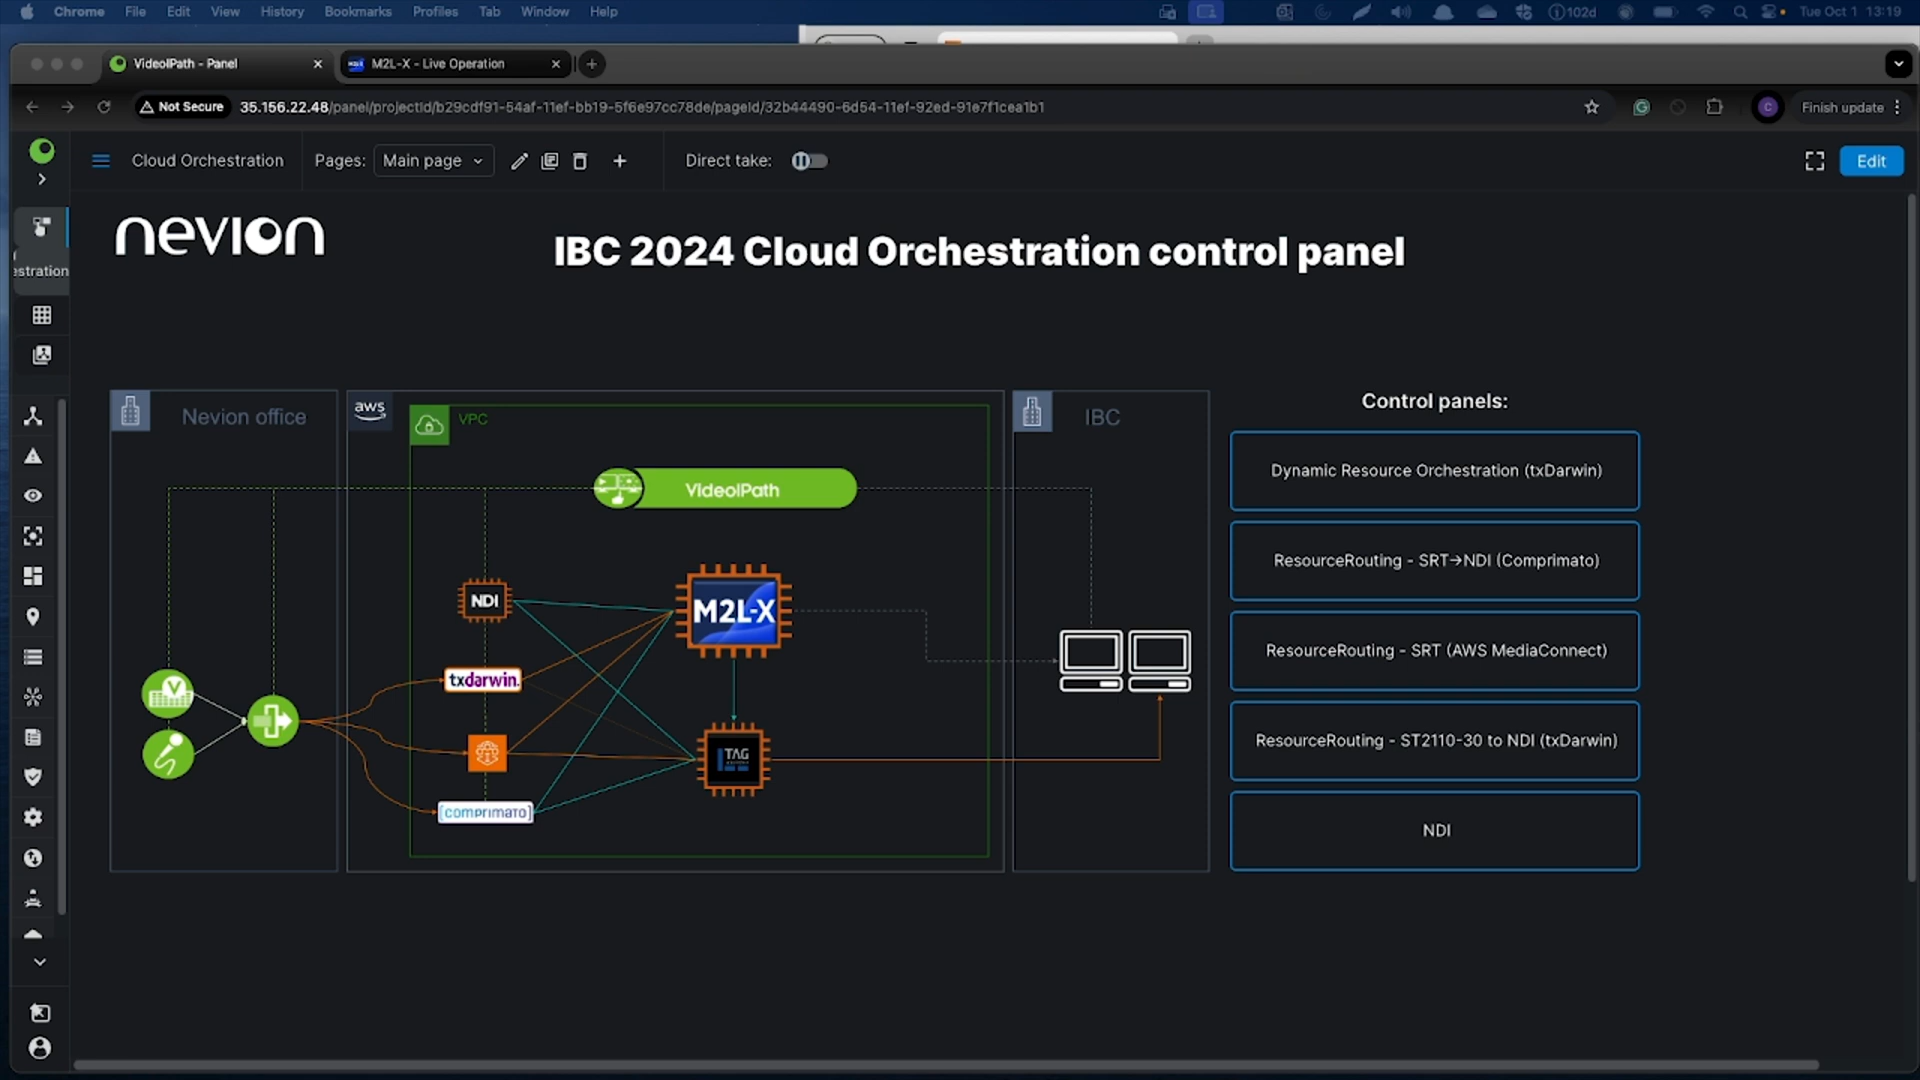 Chrome File Edit View History Bookmarks Profiles Tab Window Help 102d Tue Oct 1 13:19
VideoIPath - Panel M2L-X - Live Operation
Not Secure 35.156.22.48/panel/projectId/b29cdf91-54af-11ef-bb19-5f6e97cc78de/pageId/32b44490-6d54-11ef-92ed-91e7f1cea1b1 C Finish update
Cloud Orchestration Pages: Main page Direct take: Edit
estration
nevion
IBC 2024 Cloud Orchestration control panel
Control panels:
Nevion office
aws
VPC
IBC
VideoIPath
NDI
M2L-X
txdarwin.
TAG
[comprimato]
Dynamic Resource Orchestration (txDarwin)
ResourceRouting - SRT→NDI (Comprimato)
ResourceRouting - SRT (AWS MediaConnect)
ResourceRouting - ST2110-30 to NDI (txDarwin)
NDI